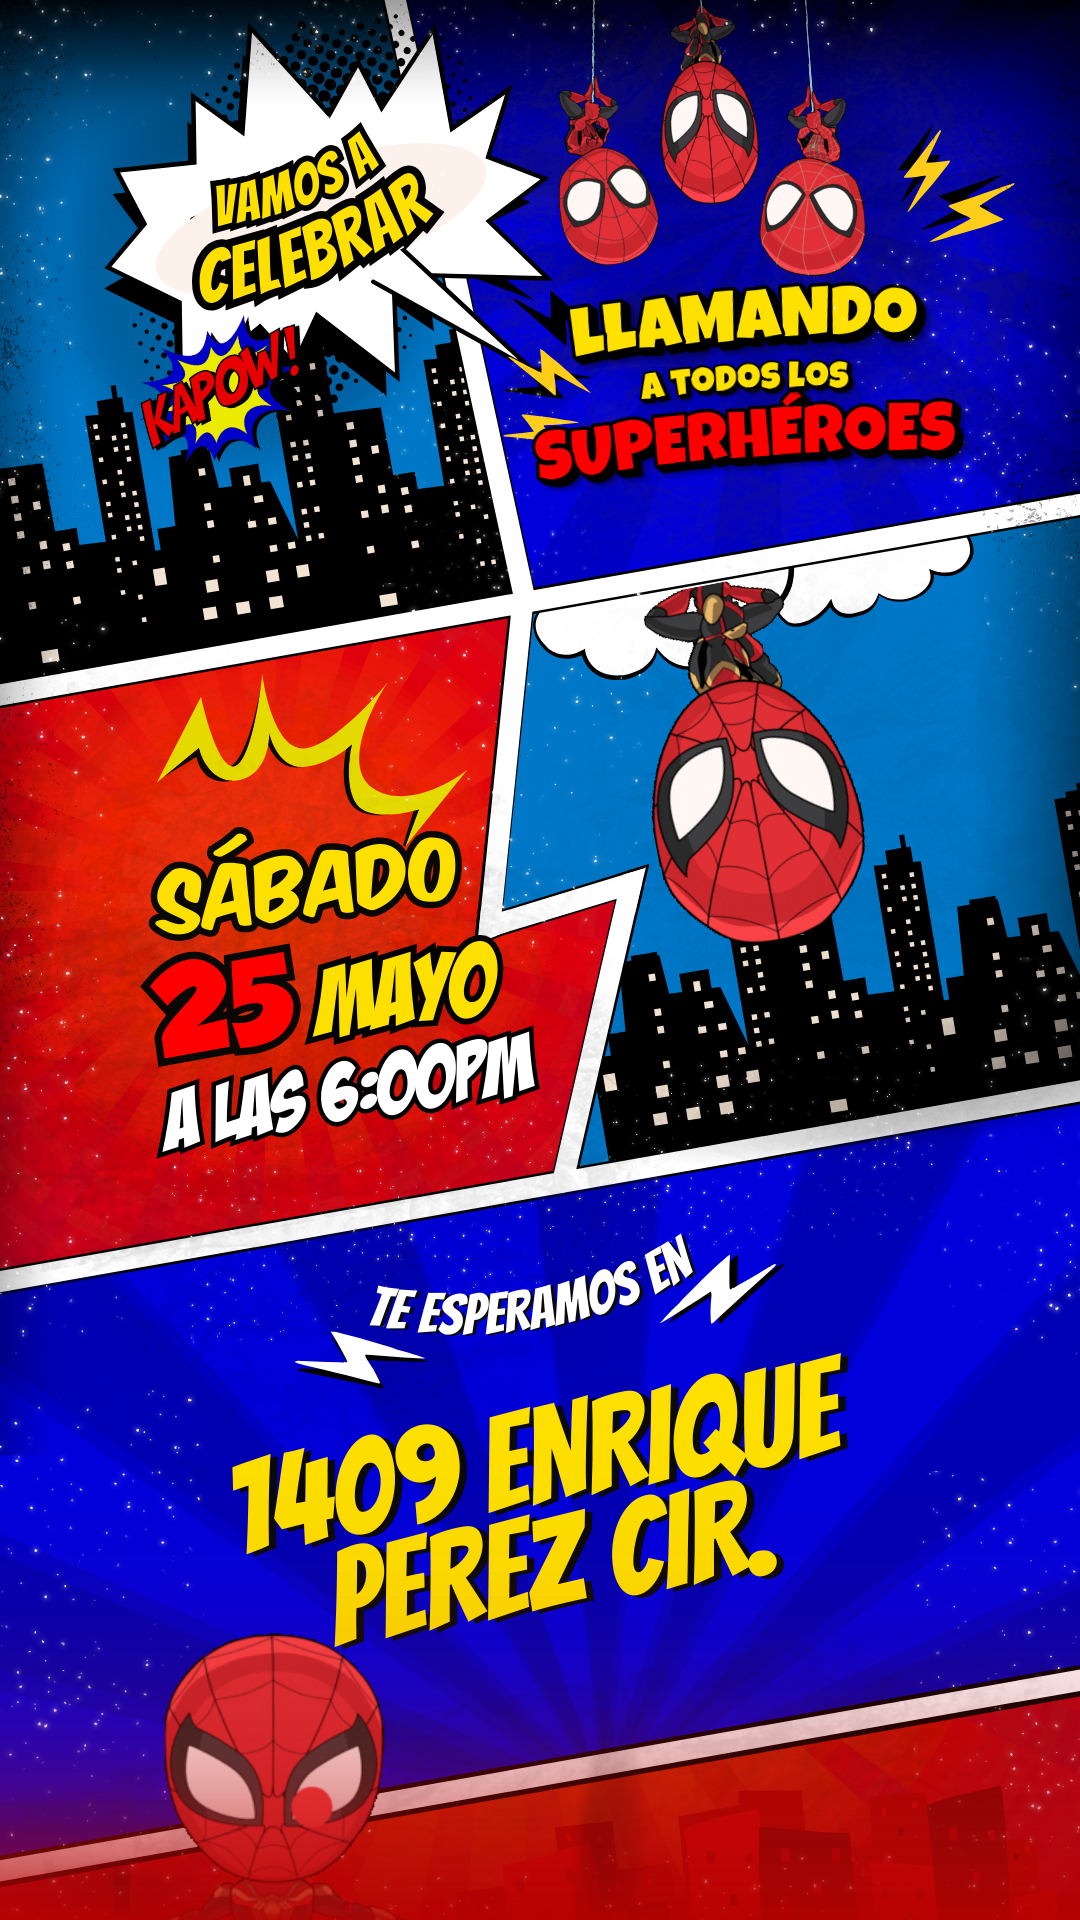 VAMOS A
CELEBRAR
KAPOW!
LLAMANDO
A TODOS LOS
SUPERHÉROES
SÁBADO
25 MAYO
A LAS 6:00PM
TE ESPERAMOS EN
1409 ENRIQUE
PEREZ CIR.